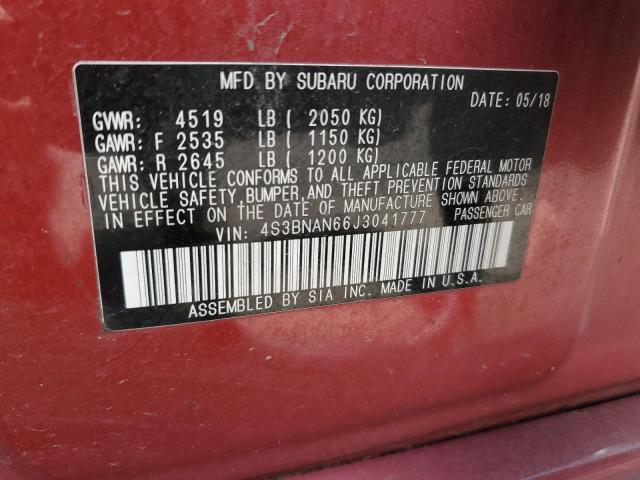 MFD BY SUBARU CORPORATION
DATE: 05/18
GVWR: 4519 LB ( 2050 KG)
GAWR: F 2535 LB ( 1150 KG)
GAWR: R 2645 LB ( 1200 KG)
THIS VEHICLE CONFORMS TO ALL APPLICABLE FEDERAL MOTOR
VEHICLE SAFETY, BUMPER, AND THEFT PREVENTION STANDARDS
IN EFFECT ON THE DATE OF MANUFACTURE SHOWN ABOVE.
VIN: 4S3BNAN66J3041777 PASSENGER CAR
ASSEMBLED BY SIA INC. MADE IN U.S.A.